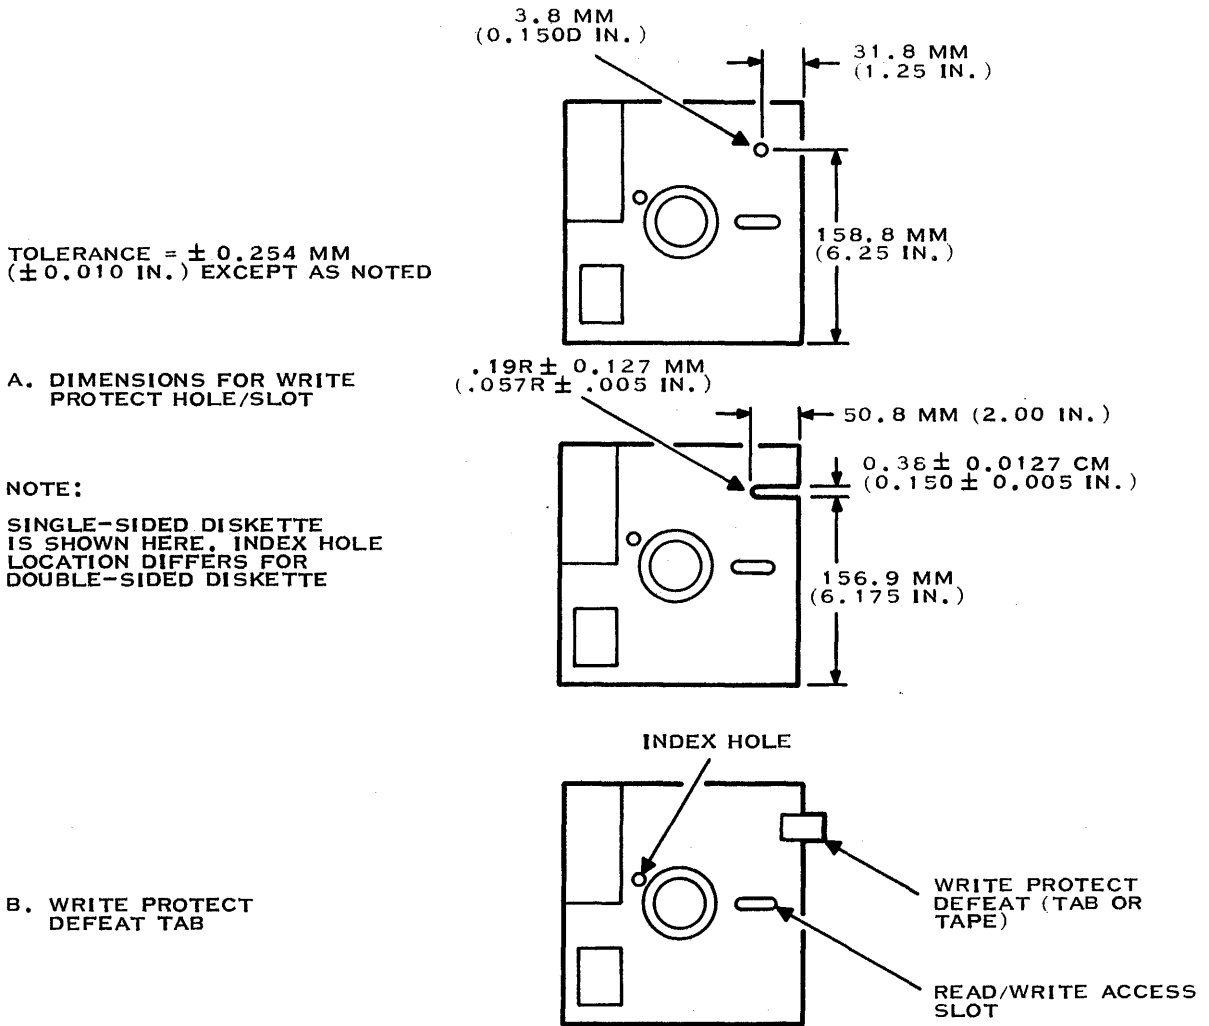 3.8 MM
(0.150D IN.)
31.8 MM
(1.25 IN.)
158.8 MM
(6.25 IN.)
TOLERANCE = ± 0.254 MM
(±0.010 IN.) EXCEPT AS NOTED
A. DIMENSIONS FOR WRITE
PROTECT HOLE/SLOT
.19R ± 0.127 MM
(.057R ± .005 IN.)
50.8 MM (2.00 IN.)
0.38 ± 0.0127 CM
(0.150 ± 0.005 IN.)
NOTE:
SINGLE-SIDED DISKETTE
IS SHOWN HERE. INDEX HOLE
LOCATION DIFFERS FOR
DOUBLE-SIDED DISKETTE
156.9 MM
(6.175 IN.)
INDEX HOLE
B. WRITE PROTECT
DEFEAT TAB
WRITE PROTECT
DEFEAT (TAB OR
TAPE)
READ/WRITE ACCESS
SLOT